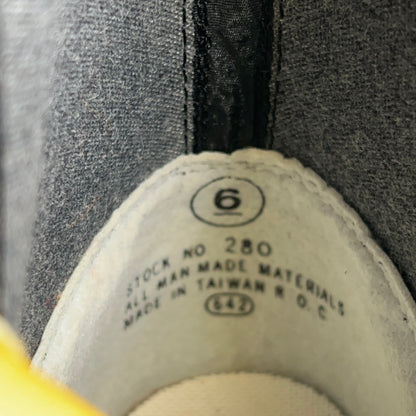 6
STOCK NO 280
ALL MAN MADE MATERIALS
MADE IN TAIWAN R O. C
642